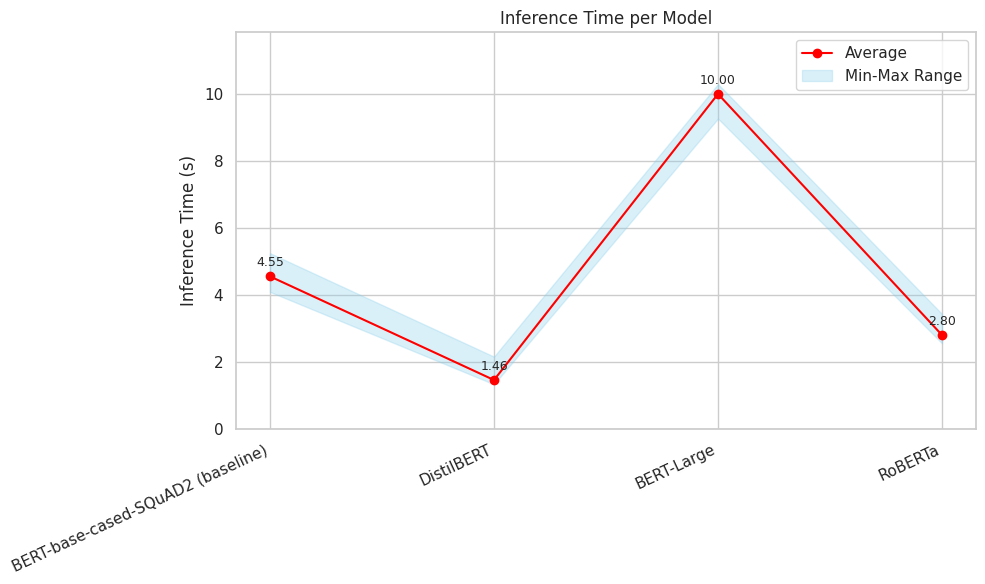 Inference Time per Model
Average
Min-Max Range
Inference Time (s)
10
8
6
4
2
0
4.55
1.46
10.00
2.80
BERT-base-cased-SQuAD2 (baseline)
DistilBERT
BERT-Large
RoBERTa